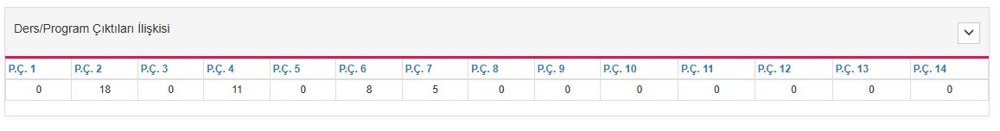 Ders/Program Çıktıları İlişkisi
P.Ç. 1 P.Ç. 2 P.Ç. 3 P.Ç. 4 P.Ç. 5 P.Ç. 6 P.Ç. 7 P.Ç. 8 P.Ç. 9 P.Ç. 10 P.Ç. 11 P.Ç. 12 P.Ç. 13 P.Ç. 14
0 18 0 11 0 8 5 0 0 0 0 0 0 0